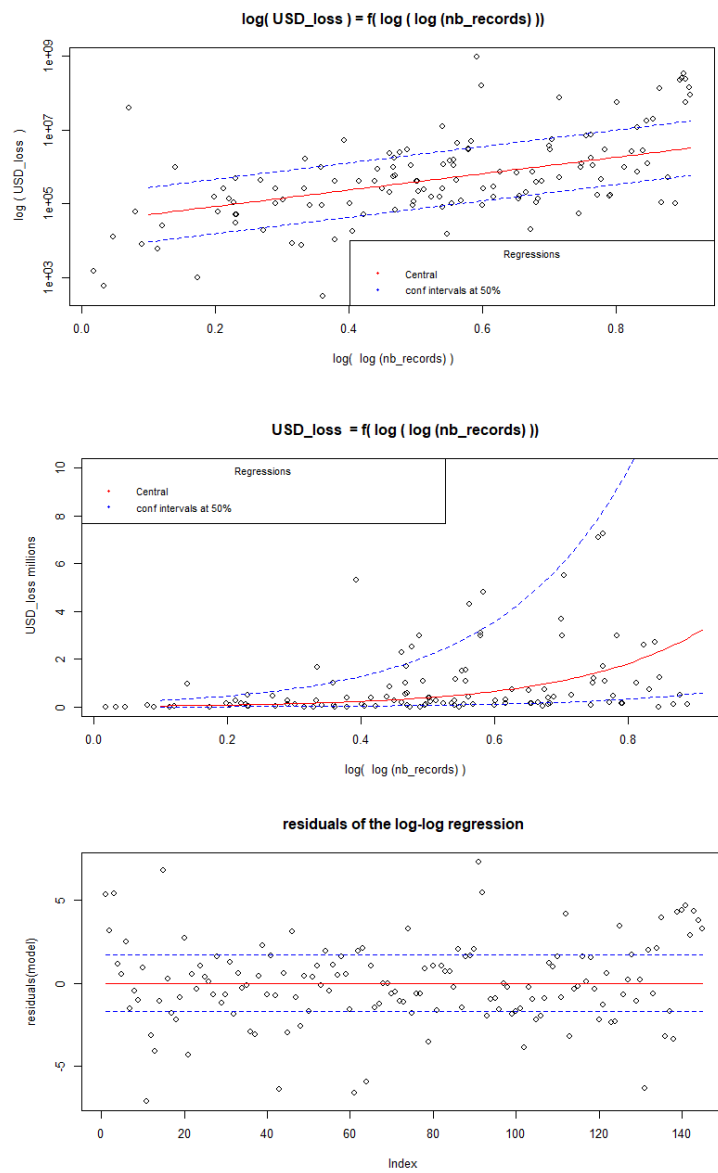 log( USD_loss ) = f( log ( log (nb_records) ))
log ( USD_loss )
1e+09
1e+07
1e+05
1e+03
Regressions
Central
conf intervals at 50%
0.0 0.2 0.4 0.6 0.8
log( log (nb_records) )
USD_loss = f( log ( log (nb_records) ))
USD_loss millions
10
8
6
4
2
0
Regressions
Central
conf intervals at 50%
0.0 0.2 0.4 0.6 0.8
log( log (nb_records) )
residuals of the log-log regression
residuals(model)
5
0
-5
0 20 40 60 80 100 120 140
Index